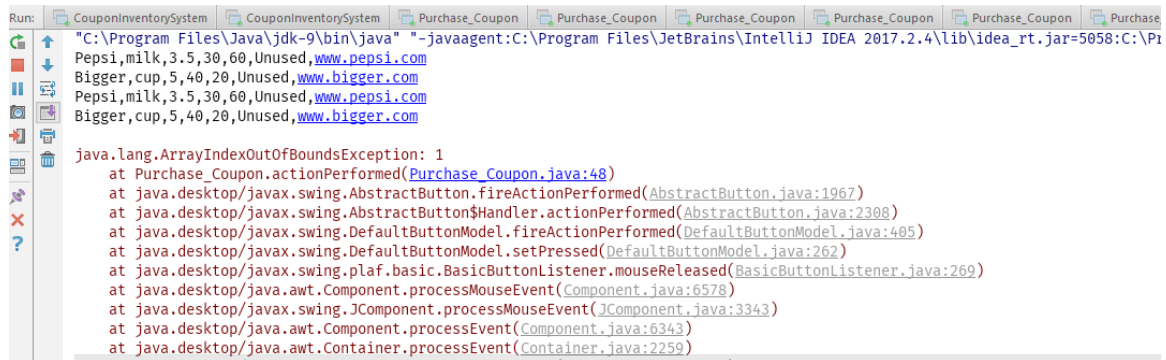 Run: CouponInventorySystem CouponInventorySystem Purchase_Coupon Purchase_Coupon Purchase_Coupon Purchase_Coupon Purchase_Coupon Purchase
"C:\Program Files\Java\jdk-9\bin\java" "-javaagent:C:\Program Files\JetBrains\IntelliJ IDEA 2017.2.4\lib\idea_rt.jar=5058:C:\Pr
Pepsi,milk,3.5,30,60,Unused,www.pepsi.com
Bigger,cup,5,40,20,Unused,www.bigger.com
Pepsi,milk,3.5,30,60,Unused,www.pepsi.com
Bigger,cup,5,40,20,Unused,www.bigger.com
java.lang.ArrayIndexOutOfBoundsException: 1
at Purchase_Coupon.actionPerformed(Purchase_Coupon.java:48)
at java.desktop/javax.swing.AbstractButton.fireActionPerformed(AbstractButton.java:1967)
at java.desktop/javax.swing.AbstractButton$Handler.actionPerformed(AbstractButton.java:2308)
at java.desktop/javax.swing.DefaultButtonModel.fireActionPerformed(DefaultButtonModel.java:405)
at java.desktop/javax.swing.DefaultButtonModel.setPressed(DefaultButtonModel.java:262)
at java.desktop/javax.swing.plaf.basic.BasicButtonListener.mouseReleased(BasicButtonListener.java:269)
at java.desktop/java.awt.Component.processMouseEvent(Component.java:6578)
at java.desktop/javax.swing.JComponent.processMouseEvent(JComponent.java:3343)
at java.desktop/java.awt.Component.processEvent(Component.java:6343)
at java.desktop/java.awt.Container.processEvent(Container.java:2259)